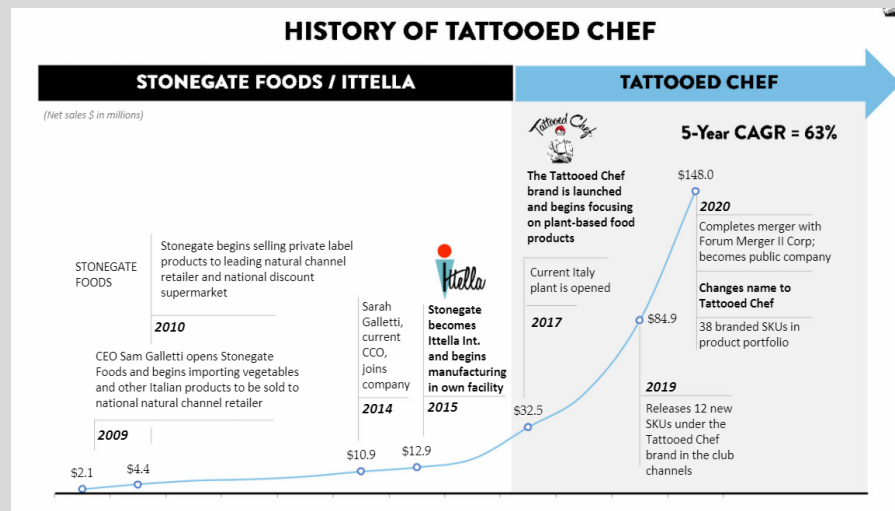 HISTORY OF TATTOOED CHEF
STONEGATE FOODS / ITTELLA
TATTOOED CHEF
(Net sales $ in millions)
Tattooed Chef
5-Year CAGR = 63%
The Tattooed Chef
brand is launched
and begins focusing
on plant-based food
products
$148.0
2020
Completes merger with
Forum Merger II Corp;
becomes public company
Changes name to
Tattooed Chef
38 branded SKUs in
product portfolio
STONEGATE
FOODS
Stonegate begins selling private label
products to leading natural channel
retailer and national discount
supermarket
2010
Ittella
Current Italy
plant is opened
2017
Sarah
Galletti,
current
CCO,
joins
company
2014
Stonegate
becomes
Ittella Int.
and begins
manufacturing
in own facility
2015
$84.9
CEO Sam Galletti opens Stonegate
Foods and begins importing vegetables
and other Italian products to be sold to
national natural channel retailer
2009
2019
Releases 12 new
SKUs under the
Tattooed Chef
brand in the club
channels
$2.1
$4.4
$10.9
$12.9
$32.5